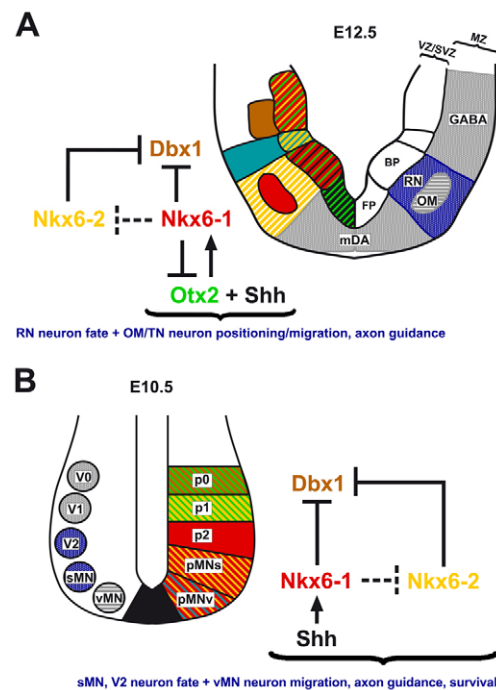 A
E12.5
VZ/SVZ
MZ
GABA
Dbx1
BP
RN
OM
FP
Nkx6-2
Nkx6-1
mDA
Otx2 + Shh
RN neuron fate + OM/TN neuron positioning/migration, axon guidance
B
E10.5
V0
p0
V1
p1
V2
p2
sMN
pMNs
vMN
pMNv
Dbx1
Nkx6-1
Nkx6-2
Shh
sMN, V2 neuron fate + vMN neuron migration, axon guidance, survival